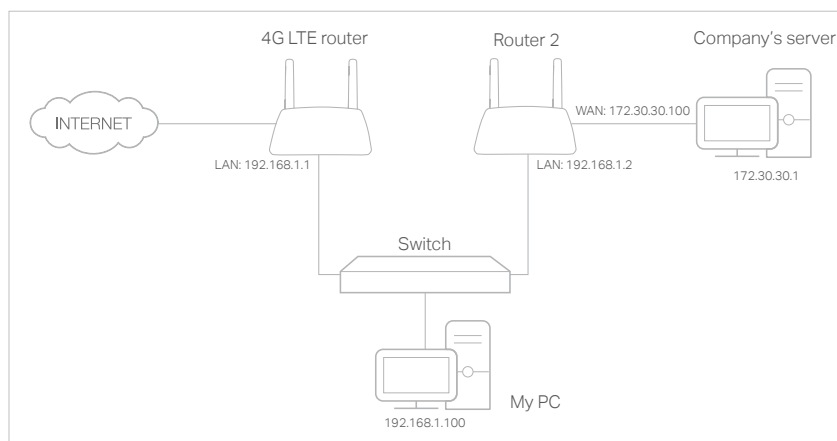 4G LTE router
Router 2
Company's server
INTERNET
WAN: 172.30.30.100
LAN: 192.168.1.1
LAN: 192.168.1.2
172.30.30.1
Switch
My PC
192.168.1.100